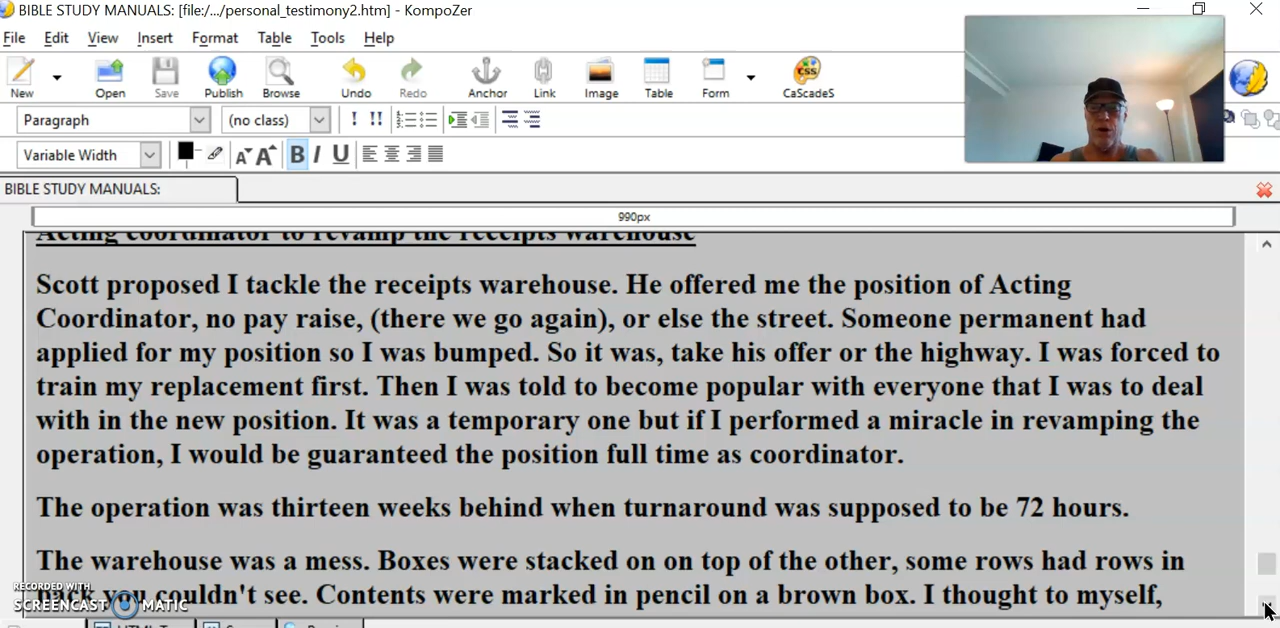 BIBLE STUDY MANUALS: [file:/.../personal_testimony2.htm] - KompoZer
File Edit View Insert Format Table Tools Help
New Open Save Publish Browse Undo Redo Anchor Link Image Table Form CaScadeS
Paragraph (no class)
Variable Width
BIBLE STUDY MANUALS:
990px
Acting coordinator to revamp the receipts warehouse
Scott proposed I tackle the receipts warehouse. He offered me the position of Acting
Coordinator, no pay raise, (there we go again), or else the street. Someone permanent had
applied for my position so I was bumped. So it was, take his offer or the highway. I was forced to
train my replacement first. Then I was told to become popular with everyone that I was to deal
with in the new position. It was a temporary one but if I performed a miracle in revamping the
operation, I would be guaranteed the position full time as coordinator.
The operation was thirteen weeks behind when turnaround was supposed to be 72 hours.
The warehouse was a mess. Boxes were stacked on on top of the other, some rows had rows in
back you couldn't see. Contents were marked in pencil on a brown box. I thought to myself,
RECORDED WITH
SCREENCAST MATIC